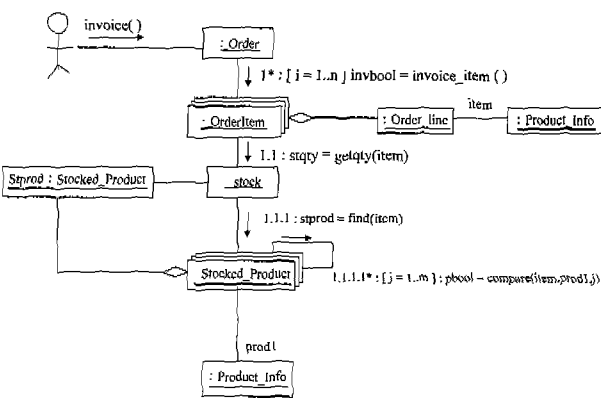 invoice( )
: Order
1* : [ j = 1..n ] invbool = invoice_item ( )
item
: OrderItem
: Order_line
: Product_Info
1.1 : stqty = getqty(item)
Stprod : Stocked_Product
stock
1.1.1 : stprod = find(item)
Stocked_Product
1.1.1.1* : [ j = 1..m ] : pbool = compare(item,prod1,j)
prod1
: Product_Info